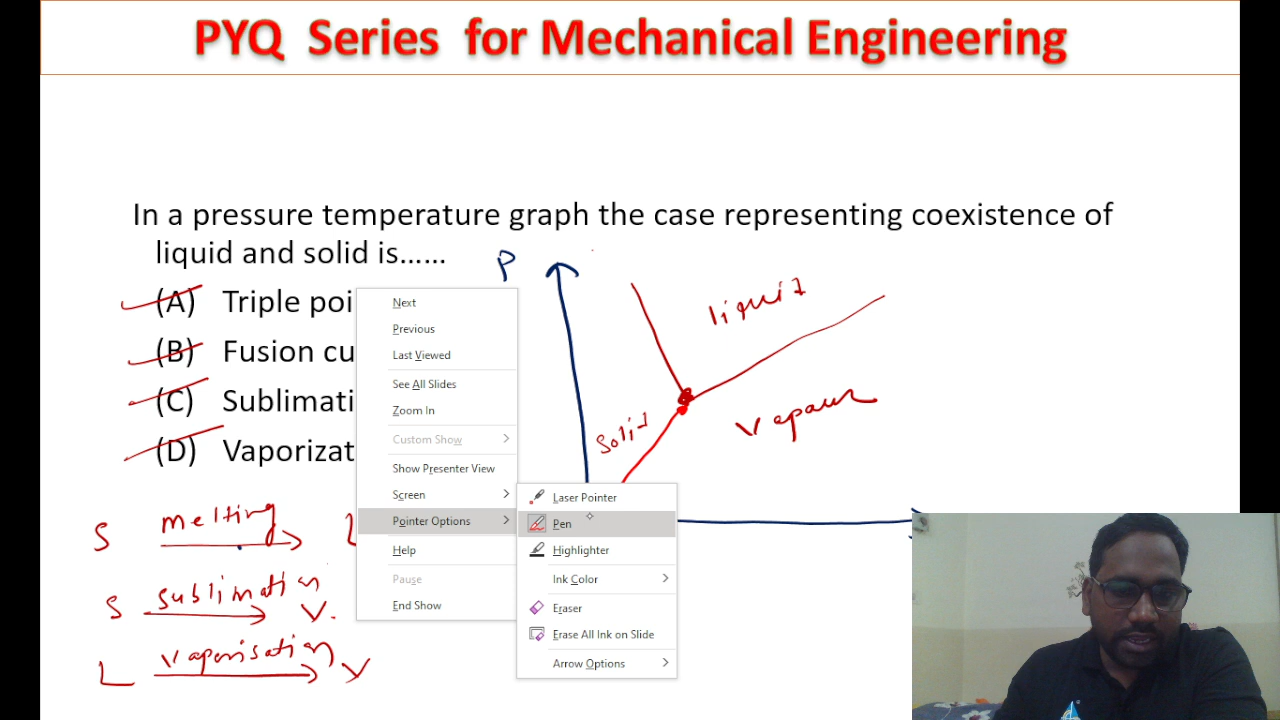 PYQ Series for Mechanical Engineering
In a pressure temperature graph the case representing coexistence of
liquid and solid is......
P
(A) Triple poi
(B) Fusion cu
(C) Sublimati
(D) Vaporizat
liquid
solid
vapour
Next
Previous
Last Viewed
See All Slides
Zoom In
Custom Show
Show Presenter View
Screen
Pointer Options
Help
Pause
End Show
Laser Pointer
Pen
Highlighter
Ink Color
Eraser
Erase All Ink on Slide
Arrow Options
S melting L
S sublimation V.
L vaporisation V